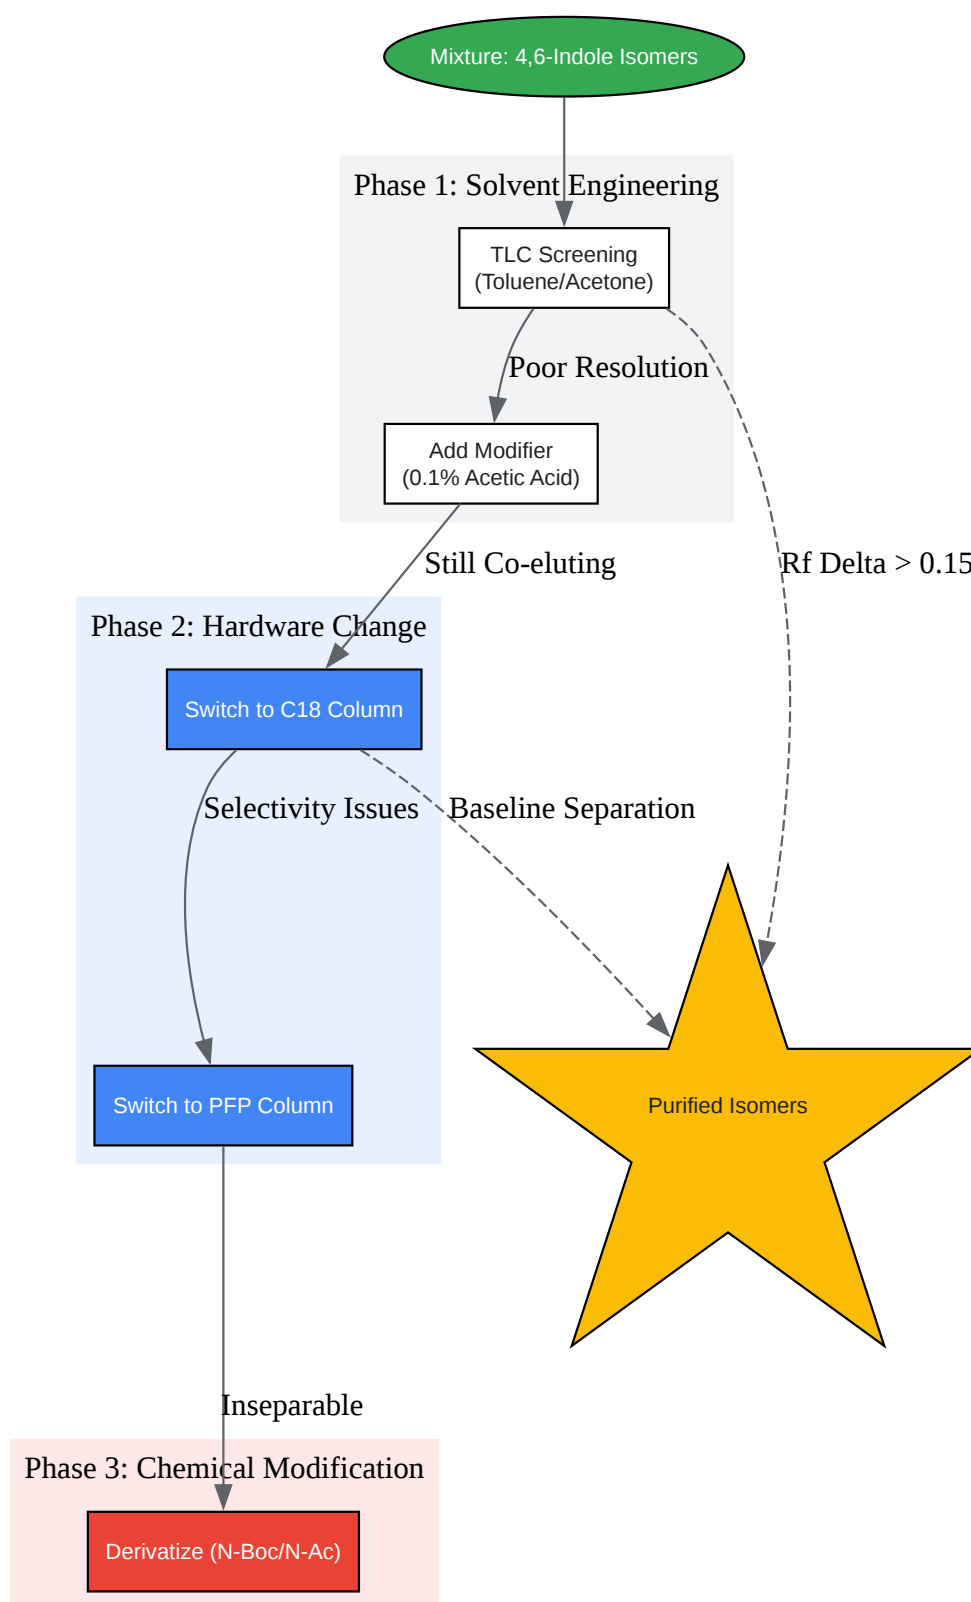 Mixture: 4,6-Indole Isomers
Phase 1: Solvent Engineering
TLC Screening
(Toluene/Acetone)
Poor Resolution
Add Modifier
(0.1% Acetic Acid)
Still Co-eluting
Rf Delta > 0.15
Phase 2: Hardware Change
Switch to C18 Column
Selectivity Issues
Baseline Separation
Switch to PFP Column
Purified Isomers
Inseparable
Phase 3: Chemical Modification
Derivatize (N-Boc/N-Ac)